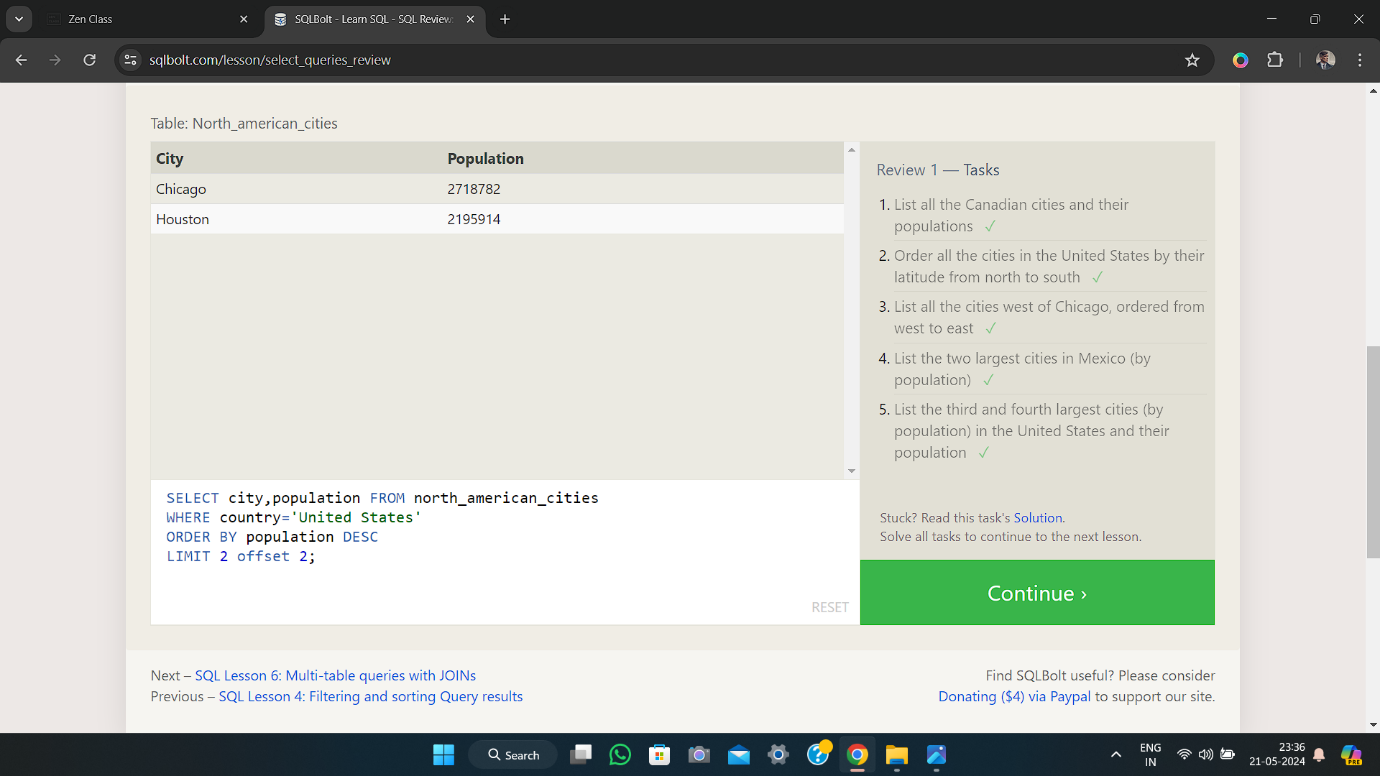 Zen Class
SQLBolt - Learn SQL - SQL Review:
sqlbolt.com/lesson/select_queries_review
Table: North_american_cities
City Population
Chicago 2718782
Houston 2195914
SELECT city,population FROM north_american_cities
WHERE country='United States'
ORDER BY population DESC
LIMIT 2 offset 2;
RESET
Review 1 — Tasks
1. List all the Canadian cities and their
populations ✓
2. Order all the cities in the United States by their
latitude from north to south ✓
3. List all the cities west of Chicago, ordered from
west to east ✓
4. List the two largest cities in Mexico (by
population) ✓
5. List the third and fourth largest cities (by
population) in the United States and their
population ✓
Stuck? Read this task's Solution.
Solve all tasks to continue to the next lesson.
Continue ›
Next – SQL Lesson 6: Multi-table queries with JOINs
Previous – SQL Lesson 4: Filtering and sorting Query results
Find SQLBolt useful? Please consider
Donating ($4) via Paypal to support our site.
Search
ENG
IN
23:36
21-05-2024
PRE